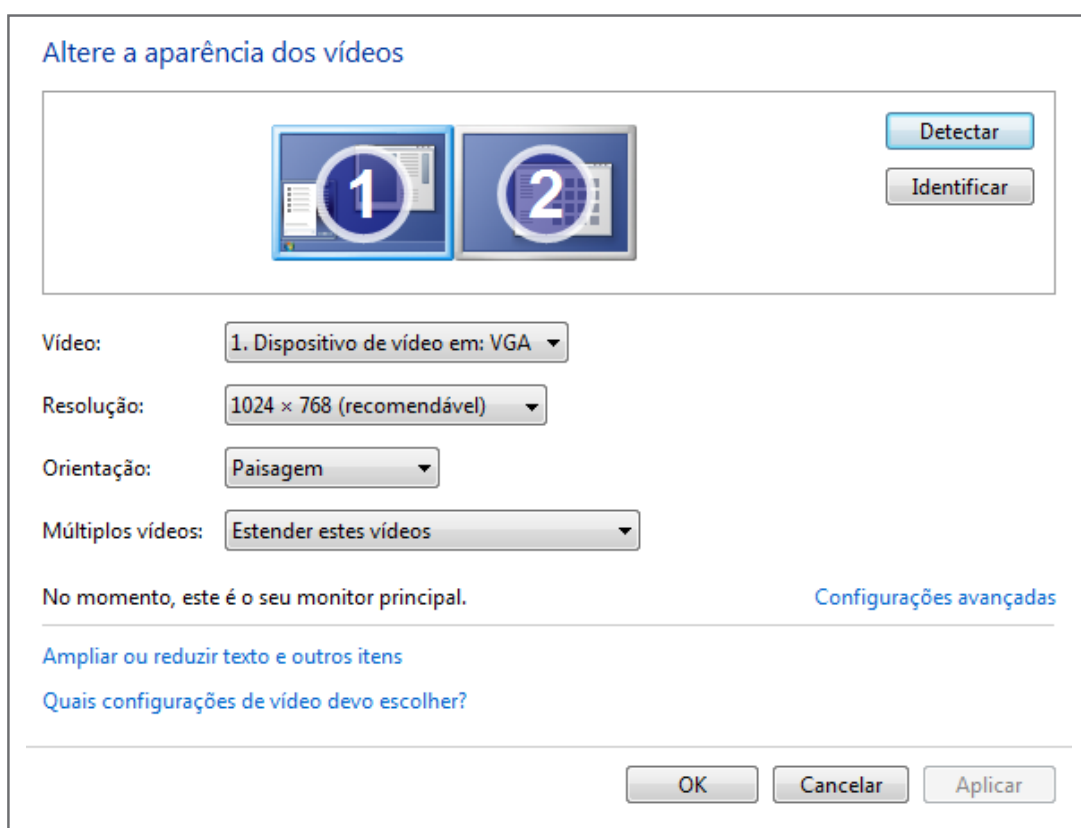 Altere a aparência dos vídeos
1
2
Detectar
Identificar
Vídeo: 1. Dispositivo de vídeo em: VGA
Resolução: 1024 × 768 (recomendável)
Orientação: Paisagem
Múltiplos vídeos: Estender estes vídeos
No momento, este é o seu monitor principal. Configurações avançadas
Ampliar ou reduzir texto e outros itens
Quais configurações de vídeo devo escolher?
OK Cancelar Aplicar